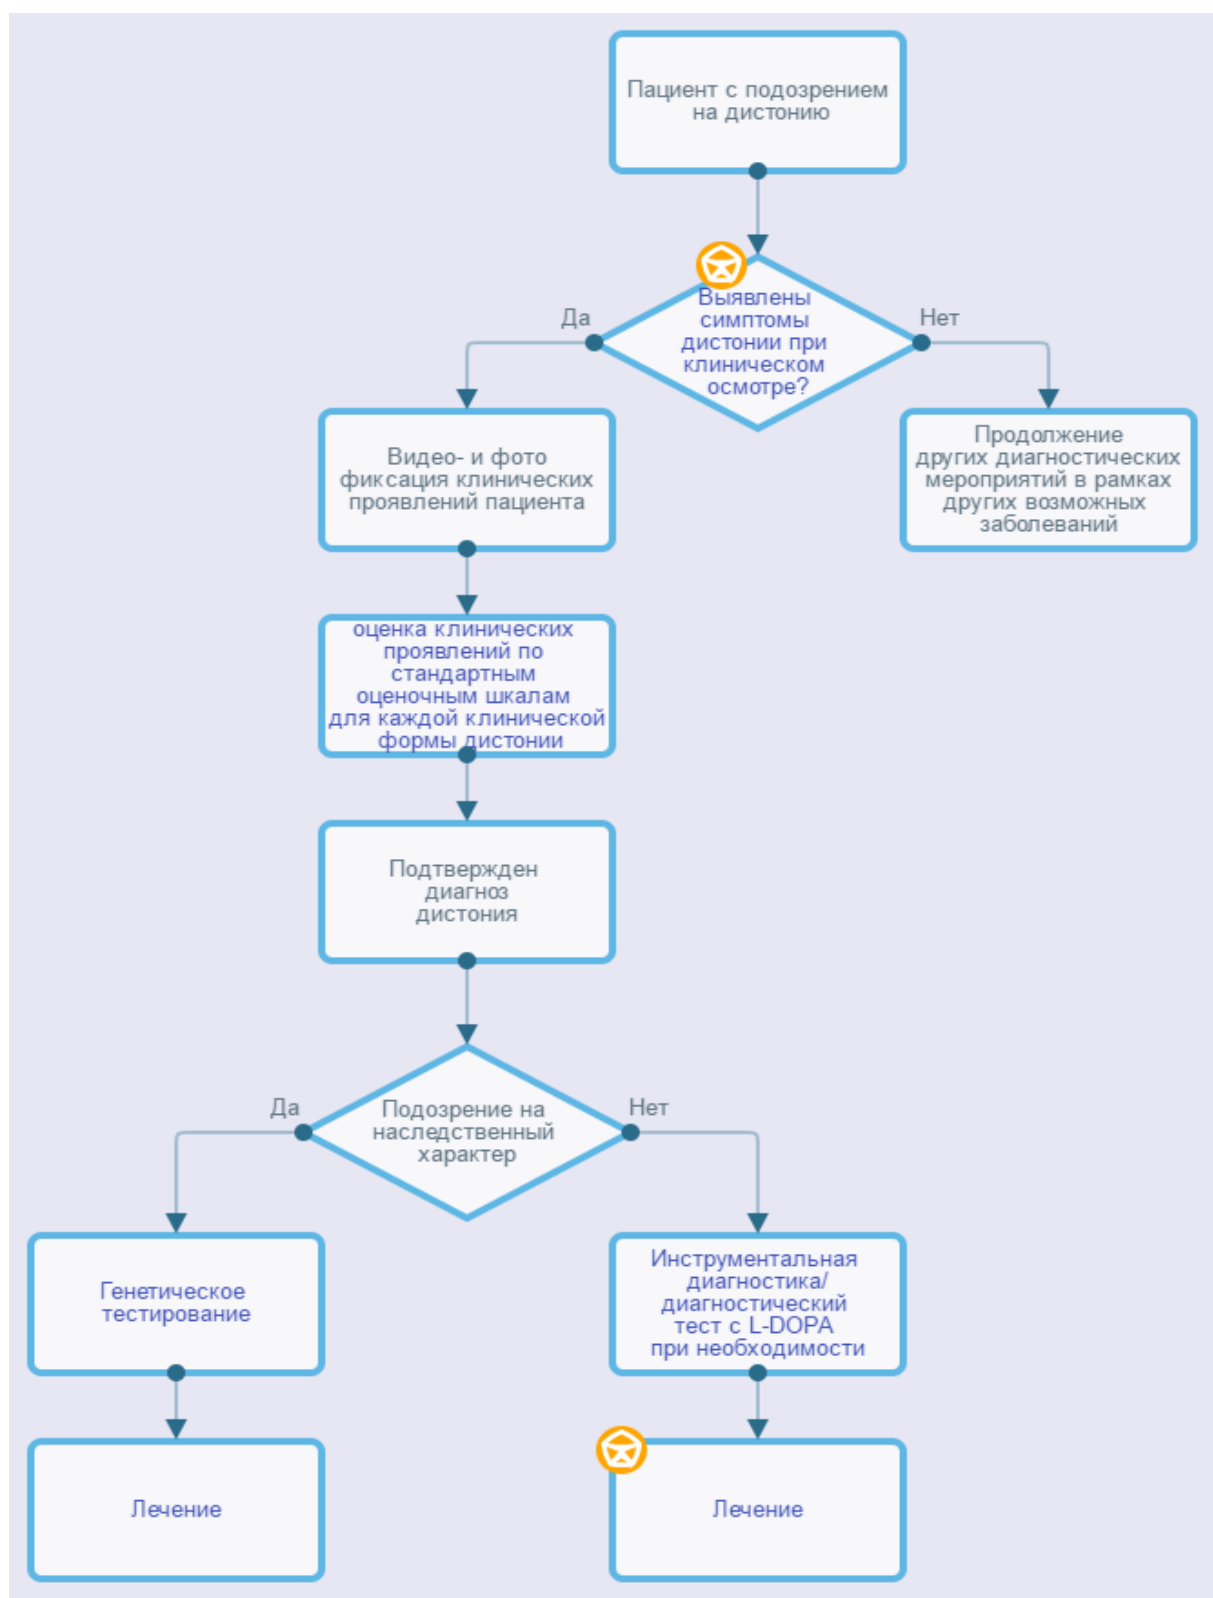 Пациент с подозрением
на дистонию
Выявлены
симптомы
дистонии при
клиническом
осмотре?
Да
Нет
Видео- и фото
фиксация клинических
проявлений пациента
Продолжение
других диагностических
мероприятий в рамках
других возможных
заболеваний
оценка клинических
проявлений по
стандартным
оценочным шкалам
для каждой клинической
формы дистонии
Подтвержден
диагноз
дистония
Подозрение на
наследственный
характер
Да
Нет
Генетическое
тестирование
Инструментальная
диагностика/
диагностический
тест с L-DOPA
при необходимости
Лечение
Лечение